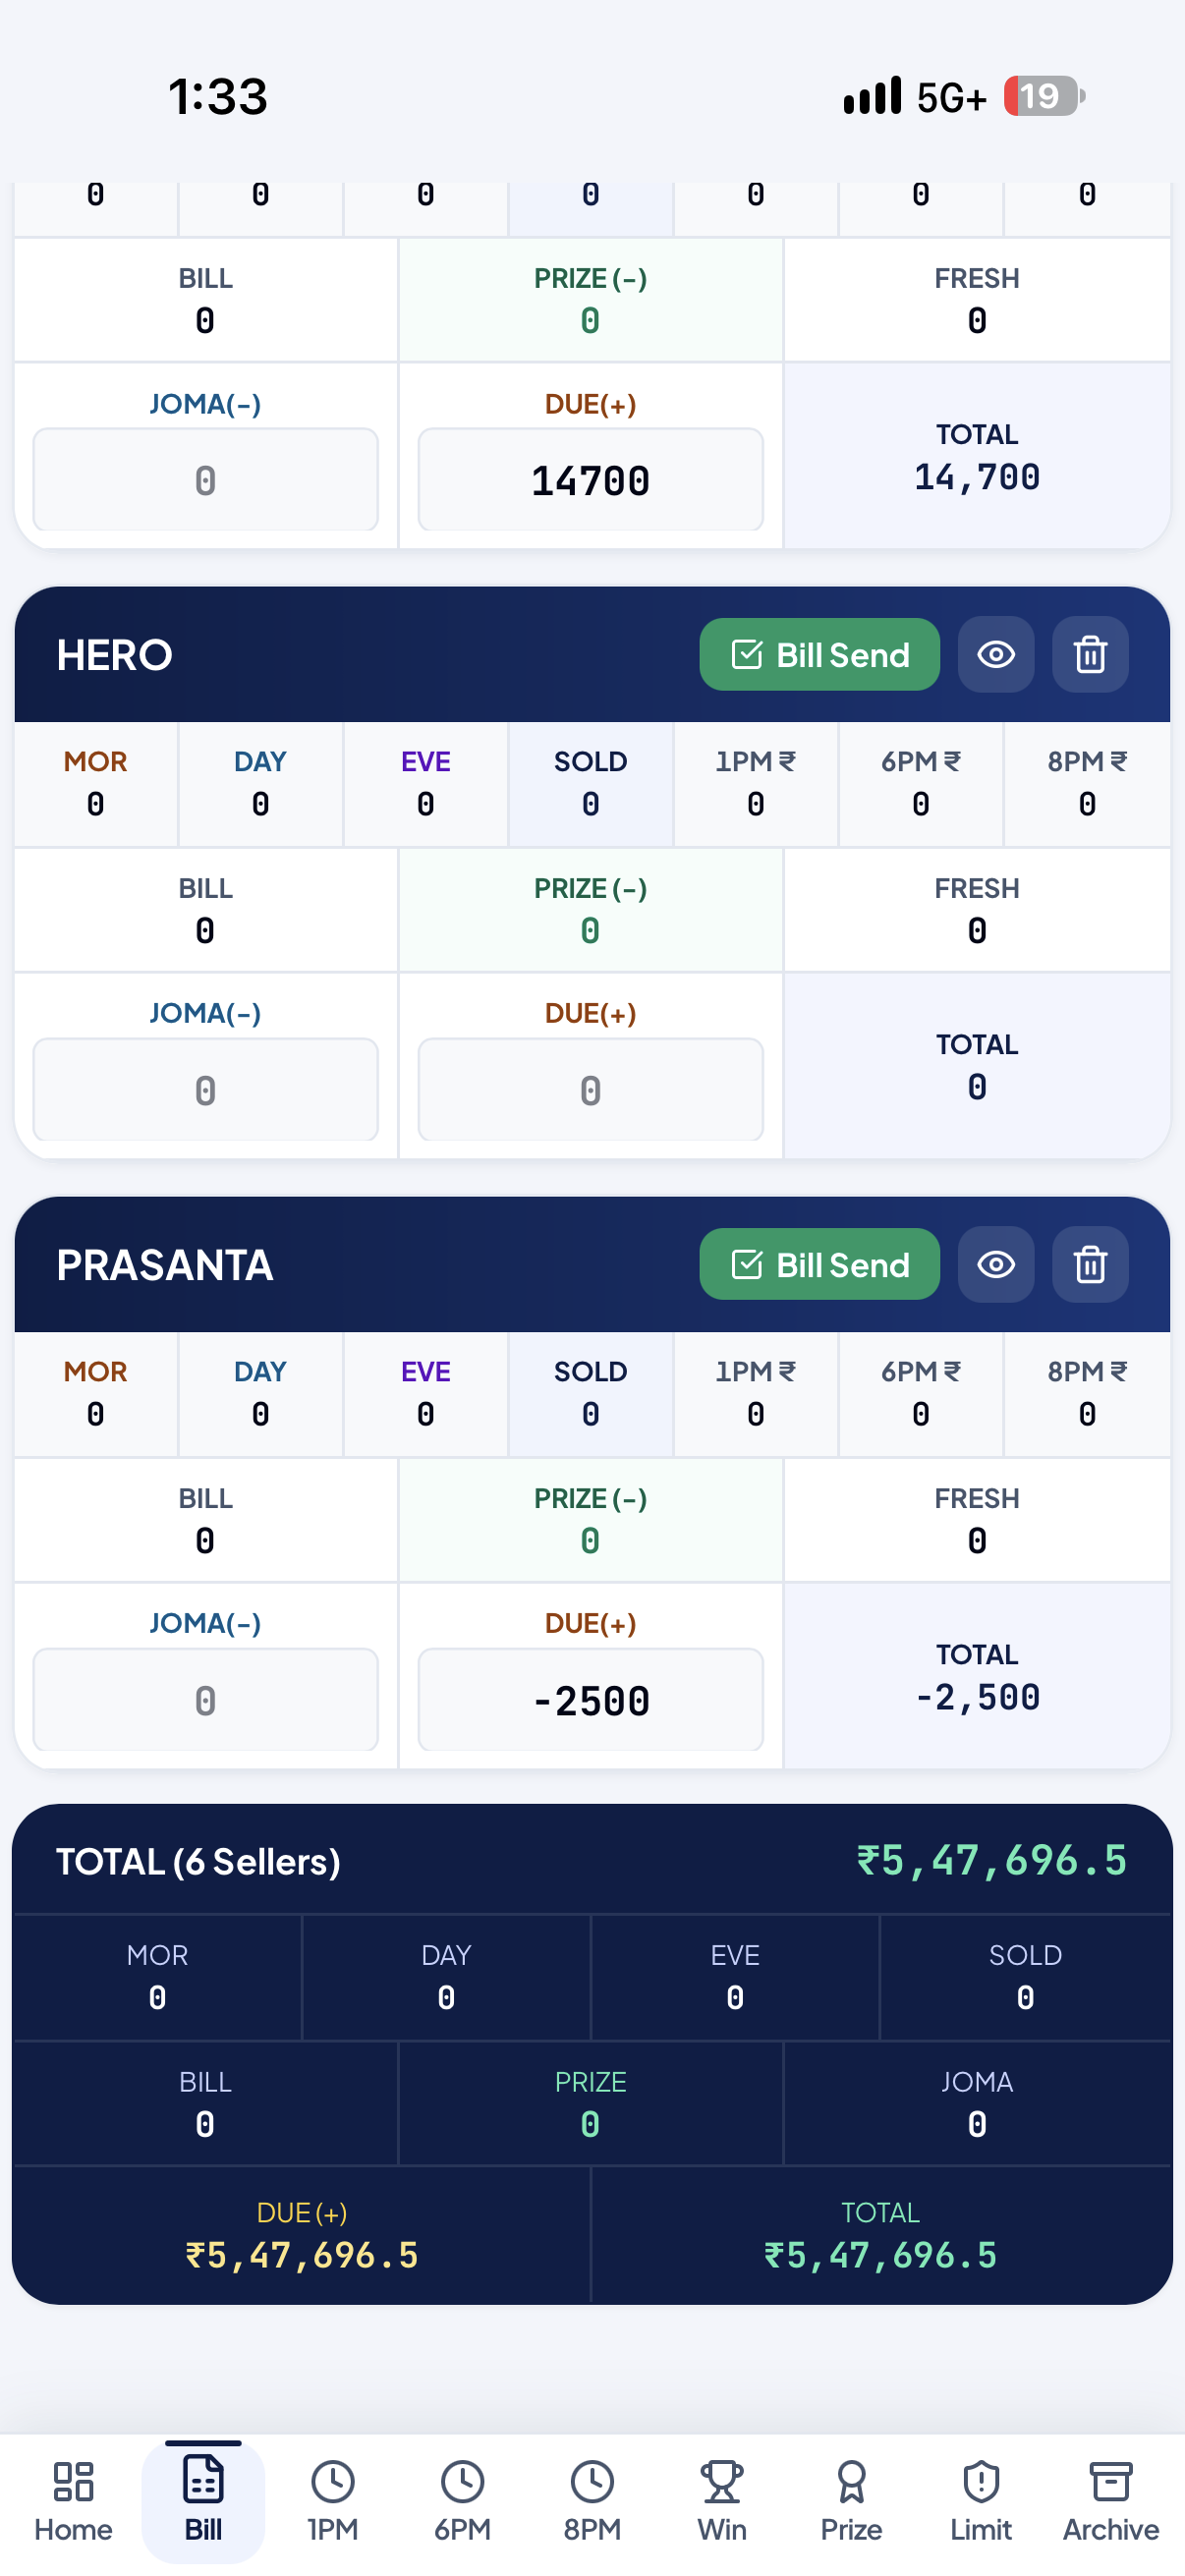 1:33 5G+ 19
0 0 0 0 0 0 0
BILL PRIZE (-) FRESH
0 0 0
JOMA(-) DUE(+) TOTAL
0 14700 14,700
HERO Bill Send
MOR DAY EVE SOLD 1PM ₹ 6PM ₹ 8PM ₹
0 0 0 0 0 0 0
BILL PRIZE (-) FRESH
0 0 0
JOMA(-) DUE(+) TOTAL
0 0 0
PRASANTA Bill Send
MOR DAY EVE SOLD 1PM ₹ 6PM ₹ 8PM ₹
0 0 0 0 0 0 0
BILL PRIZE (-) FRESH
0 0 0
JOMA(-) DUE(+) TOTAL
0 -2500 -2,500
TOTAL (6 Sellers) ₹5,47,696.5
MOR DAY EVE SOLD
0 0 0 0
BILL PRIZE JOMA
0 0 0
DUE (+) TOTAL
₹5,47,696.5 ₹5,47,696.5
Home Bill 1PM 6PM 8PM Win Prize Limit Archive